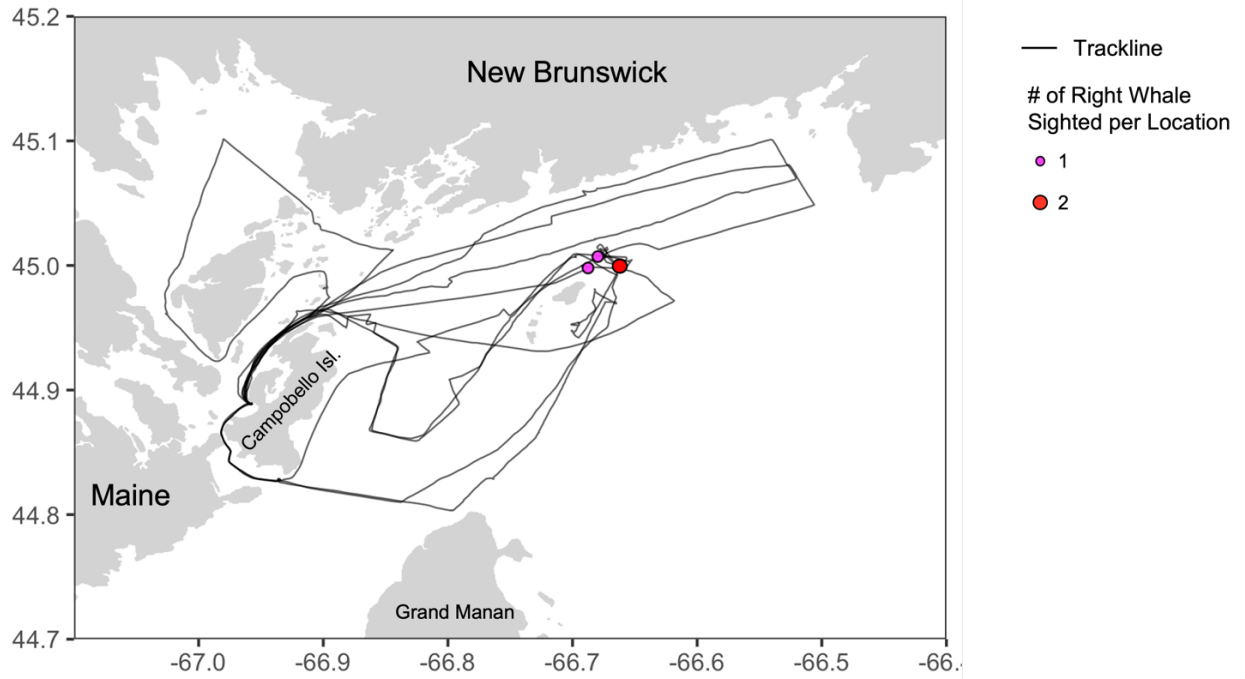 45.2
45.1
45.0
44.9
44.8
44.7
New Brunswick
Campobello Isl.
Maine
Grand Manan
-67.0 -66.9 -66.8 -66.7 -66.6 -66.5 -66.
Trackline
# of Right Whale
Sighted per Location
1
2